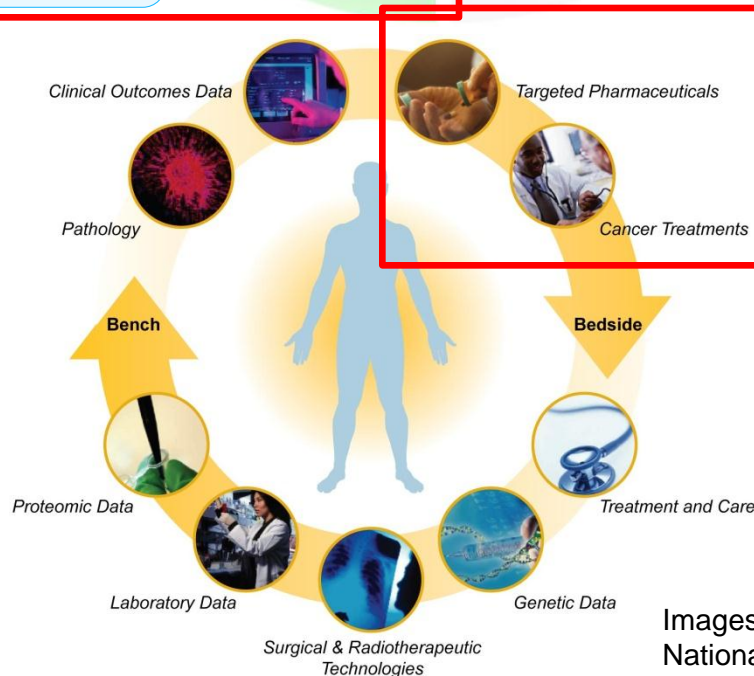 Clinical Outcomes Data
Targeted Pharmaceuticals
Pathology
Cancer Treatments
Bench
Bedside
Proteomic Data
Treatment and Care
Laboratory Data
Genetic Data
Surgical & Radiotherapeutic
Technologies
Images
Nationa